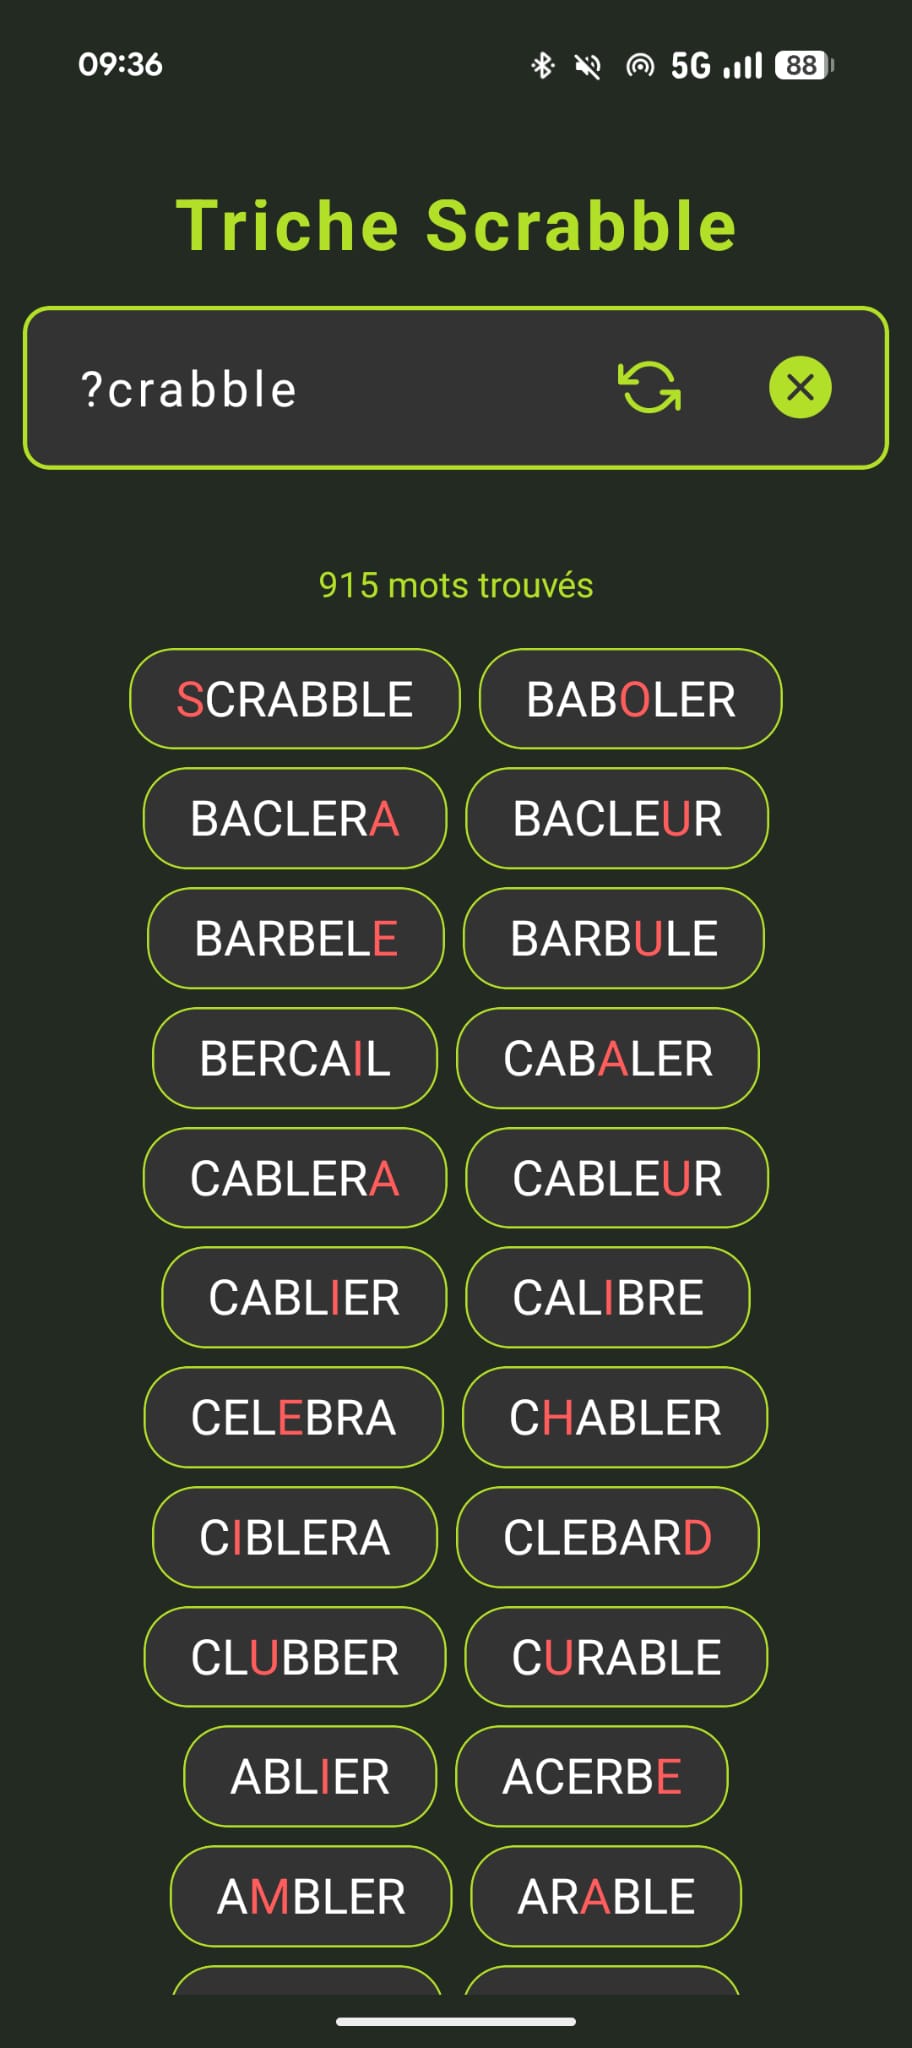 09:36 5G 88
Triche Scrabble
?crabble
915 mots trouvés
SCRABBLE BABOLER
BACLERA BACLEUR
BARBELE BARBULE
BERCAIL CABALER
CABLERA CABLEUR
CABLIER CALIBRE
CELEBRA CHABLER
CIBLERA CLEBARD
CLUBBER CURABLE
ABLIER ACERBE
AMBLER ARABLE